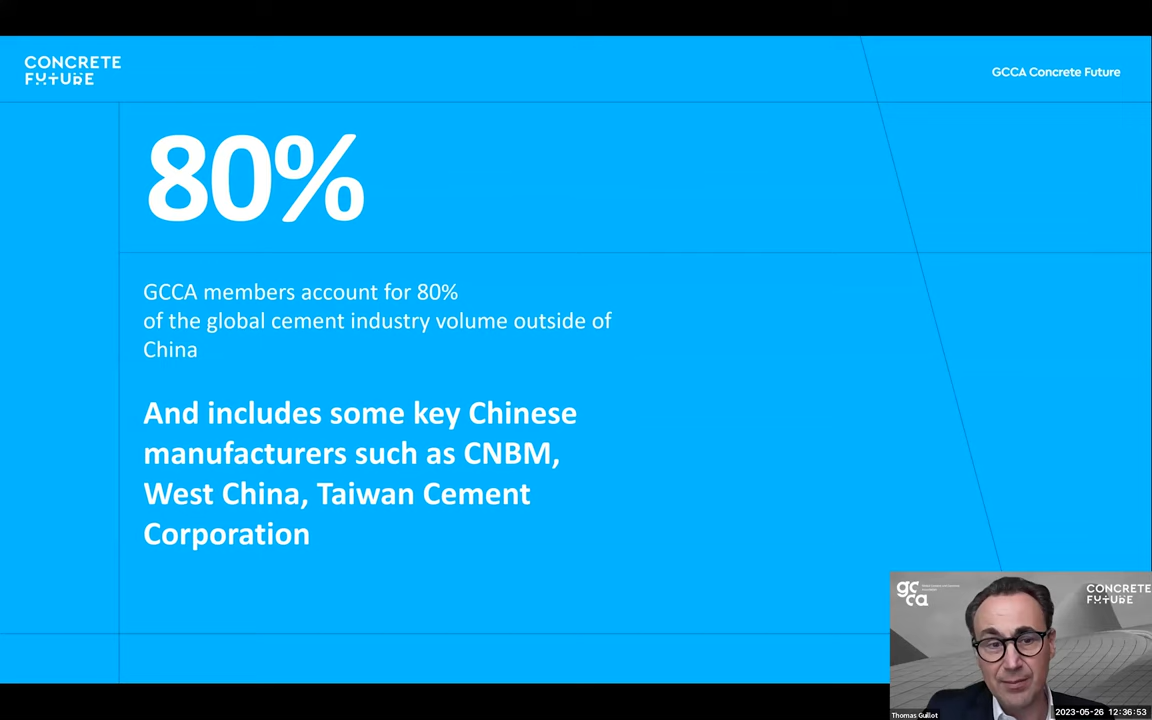 CONCRETE
FUTURE
GCCA Concrete Future
80%
GCCA members account for 80%
of the global cement industry volume outside of
China
And includes some key Chinese
manufacturers such as CNBM,
West China, Taiwan Cement
Corporation
gc
ca
CONCRETE
FUTURE
Thomas Guillot
2023-05-26 12:36:53